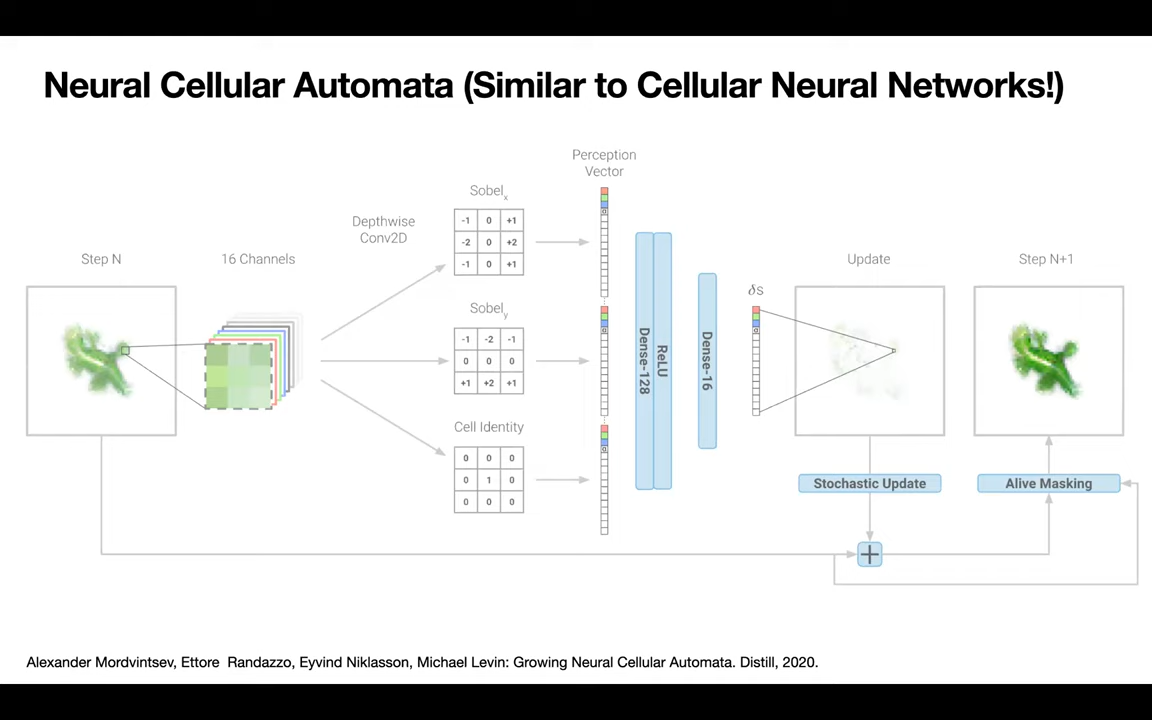 Neural Cellular Automata (Similar to Cellular Neural Networks!)
Perception
Vector
Sobelx
Depthwise
Conv2D
-1 0 +1
-2 0 +2
-1 0 +1
Step N
16 Channels
Update
Step N+1
δs
Sobely
-1 -2 -1
0 0 0
+1 +2 +1
Dense-128
ReLU
Dense-16
Cell Identity
0 0 0
0 1 0
0 0 0
Stochastic Update
Alive Masking
+
Alexander Mordvintsev, Ettore Randazzo, Eyvind Niklasson, Michael Levin: Growing Neural Cellular Automata. Distill, 2020.